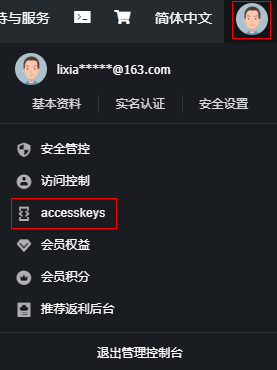 持与服务 简体中文
lixia*****@163.com
基本资料 实名认证 安全设置
安全管控
访问控制
accesskeys
会员权益
会员积分
推荐返利后台
退出管理控制台